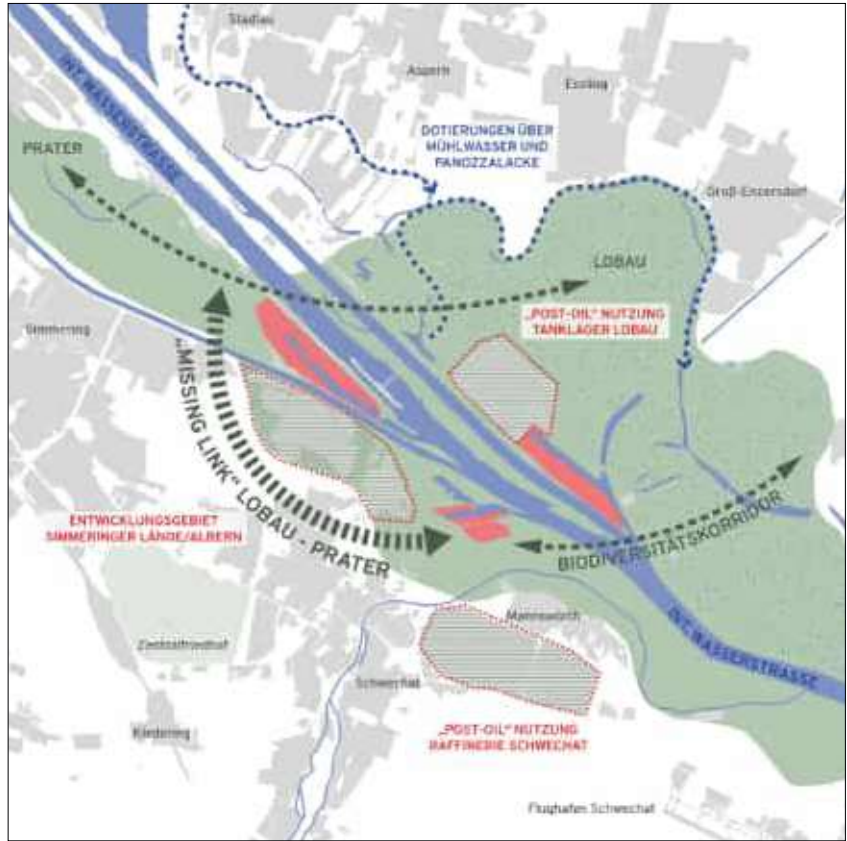 Stadlau
Aspern
Essling
INT. WASSERSTRASSE
DOTIERUNGEN ÜBER
MÜHLWASSER UND
PANOZZALACKE
PRATER
Groß-Enzersdorf
LOBAU
„POST-OIL" NUTZUNG
TANKLAGER LOBAU
Simmering
„MISSING LINK" LOBAU - PRATER
ENTWICKLUNGSGEBIET
SIMMERINGER LÄNDE/ALBERN
BIODIVERSITÄTSKORRIDOR
Mannswörth
Zentralfriedhof
INT. WASSERSTRASSE
Schwechat
Kledering
„POST-OIL" NUTZUNG
RAFFINERIE SCHWECHAT
Flughafen Schwechat